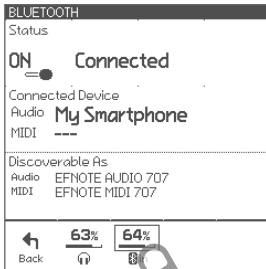 BLUETOOTH
Status
ON Connected
Connected Device
Audio My Smartphone
MIDI ---
Discoverable As
Audio EFNOTE AUDIO 707
MIDI EFNOTE MIDI 707
63% 64%
Back in